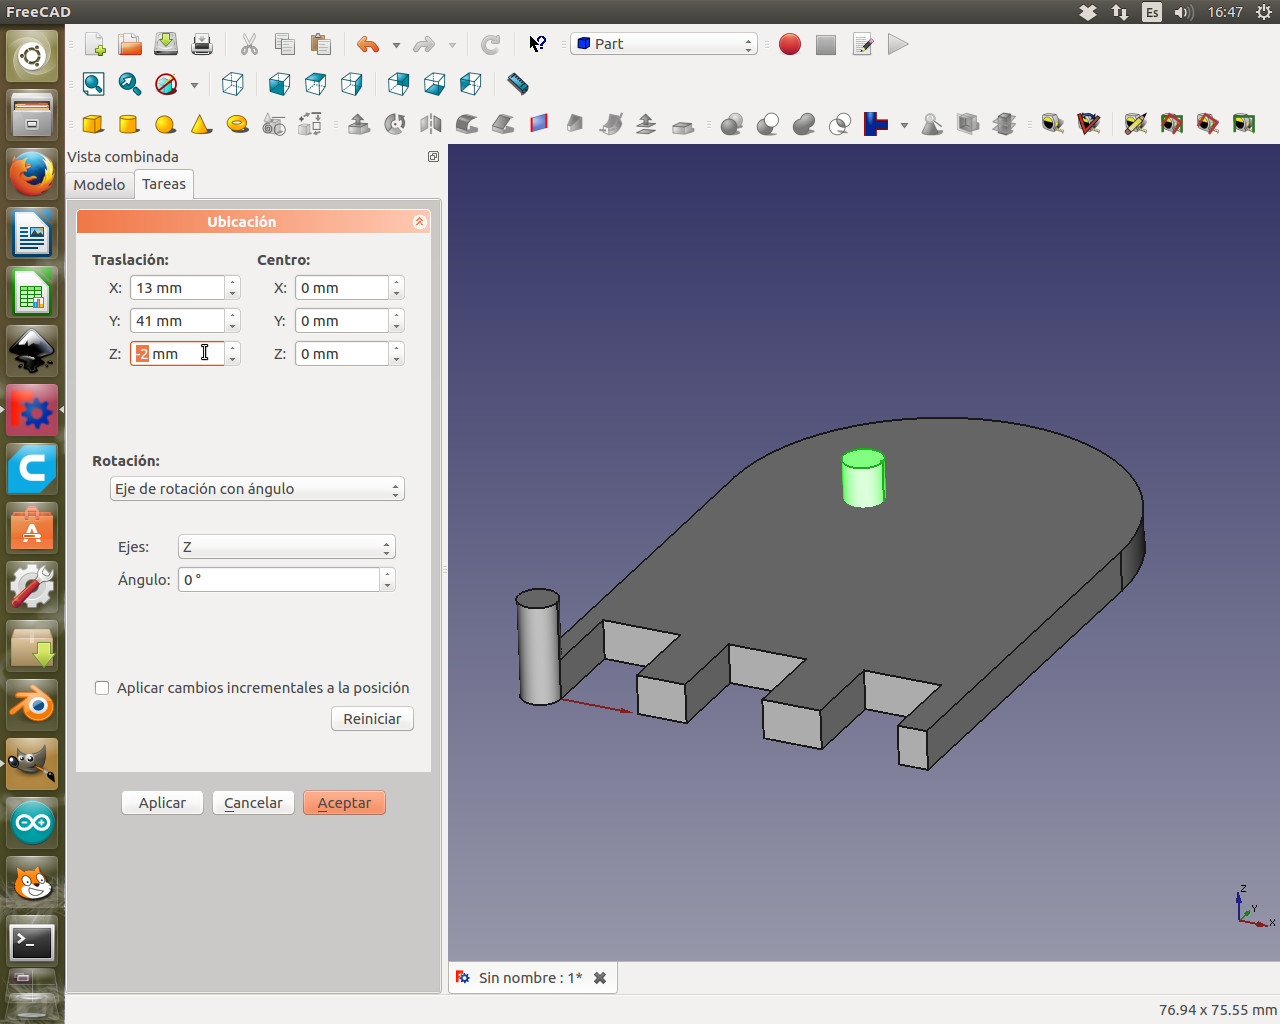 FreeCAD
Es
16:47
Part
Vista combinada
Modelo
Tareas
Ubicación
Traslación:
Centro:
X: 13 mm
X: 0 mm
Y: 41 mm
Y: 0 mm
Z: -2 mm
Z: 0 mm
Rotación:
Eje de rotación con ángulo
Ejes: Z
Ángulo: 0 °
Aplicar cambios incrementales a la posición
Reiniciar
Aplicar
Cancelar
Aceptar
Z
Y
X
Sin nombre : 1*
76.94 x 75.55 mm